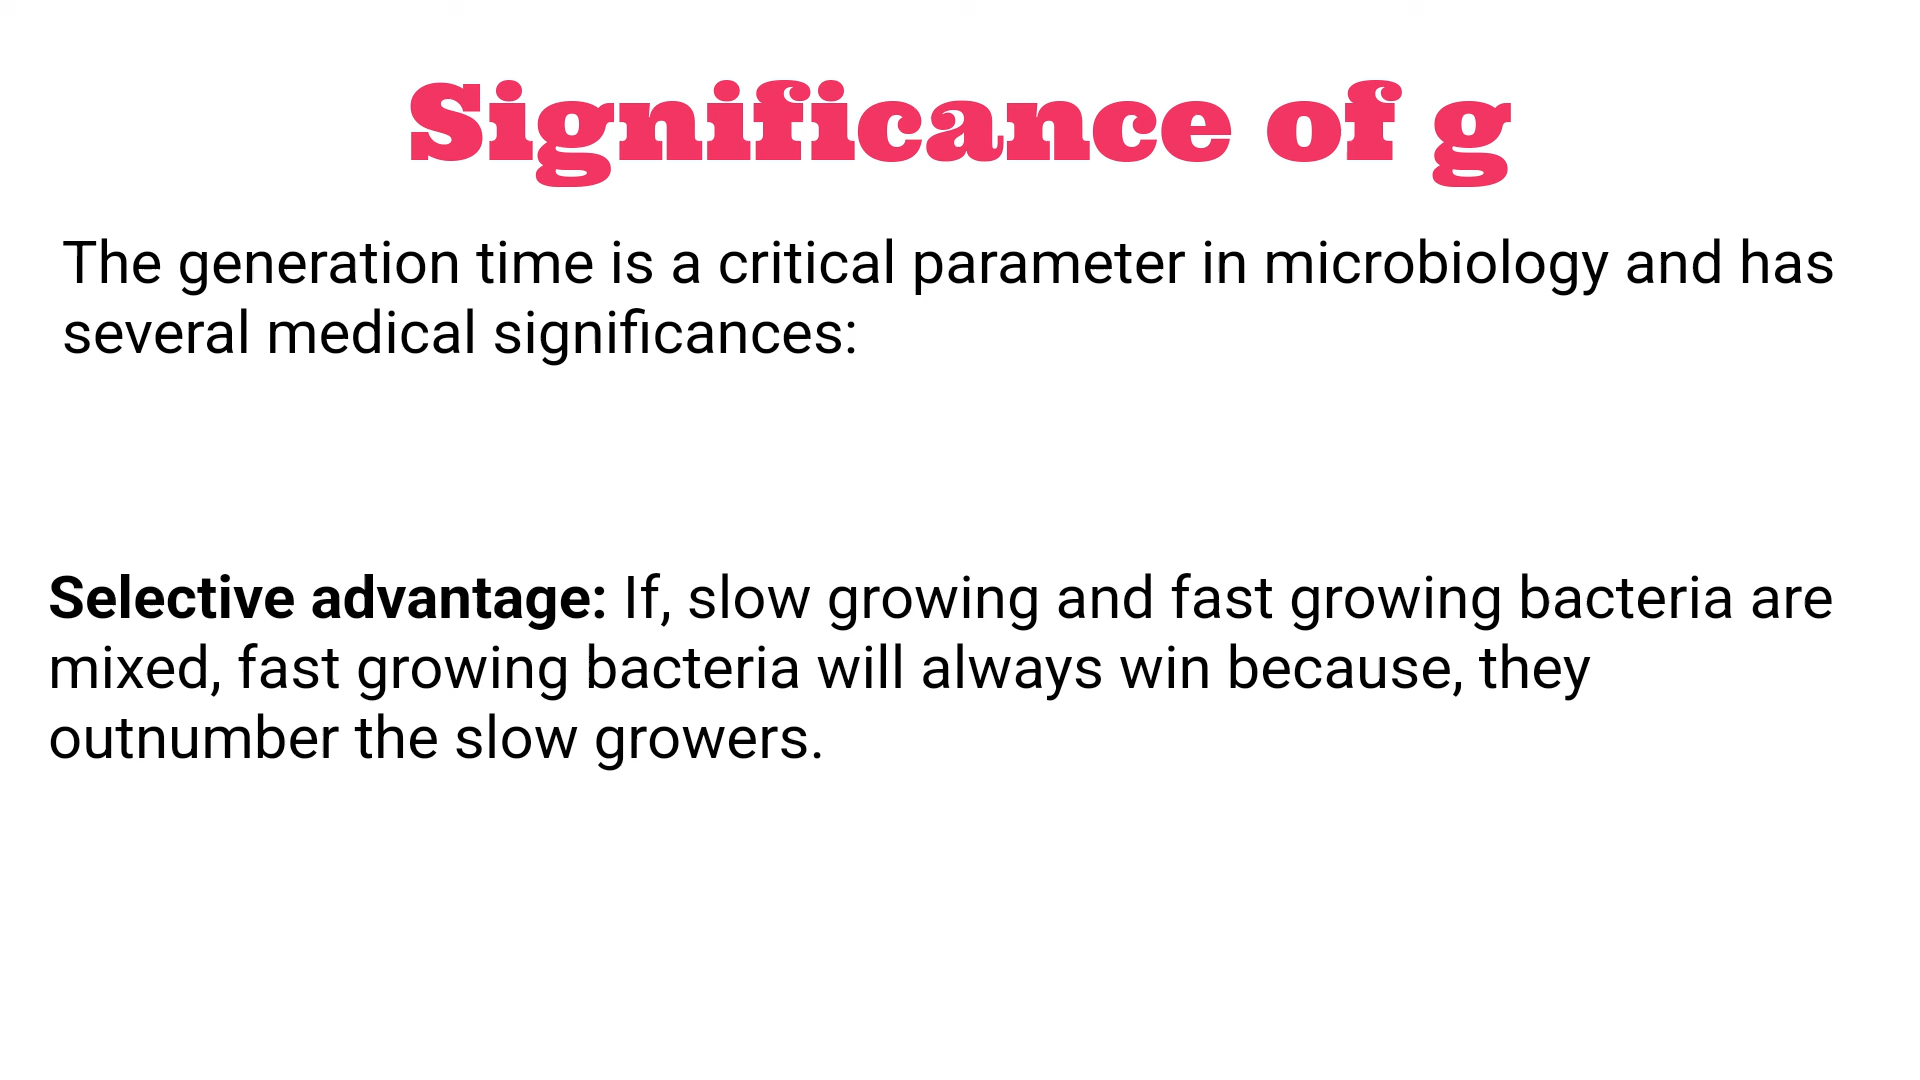 Significance of g
The generation time is a critical parameter in microbiology and has
several medical significances:
Selective advantage: If, slow growing and fast growing bacteria are
mixed, fast growing bacteria will always win because, they
outnumber the slow growers.